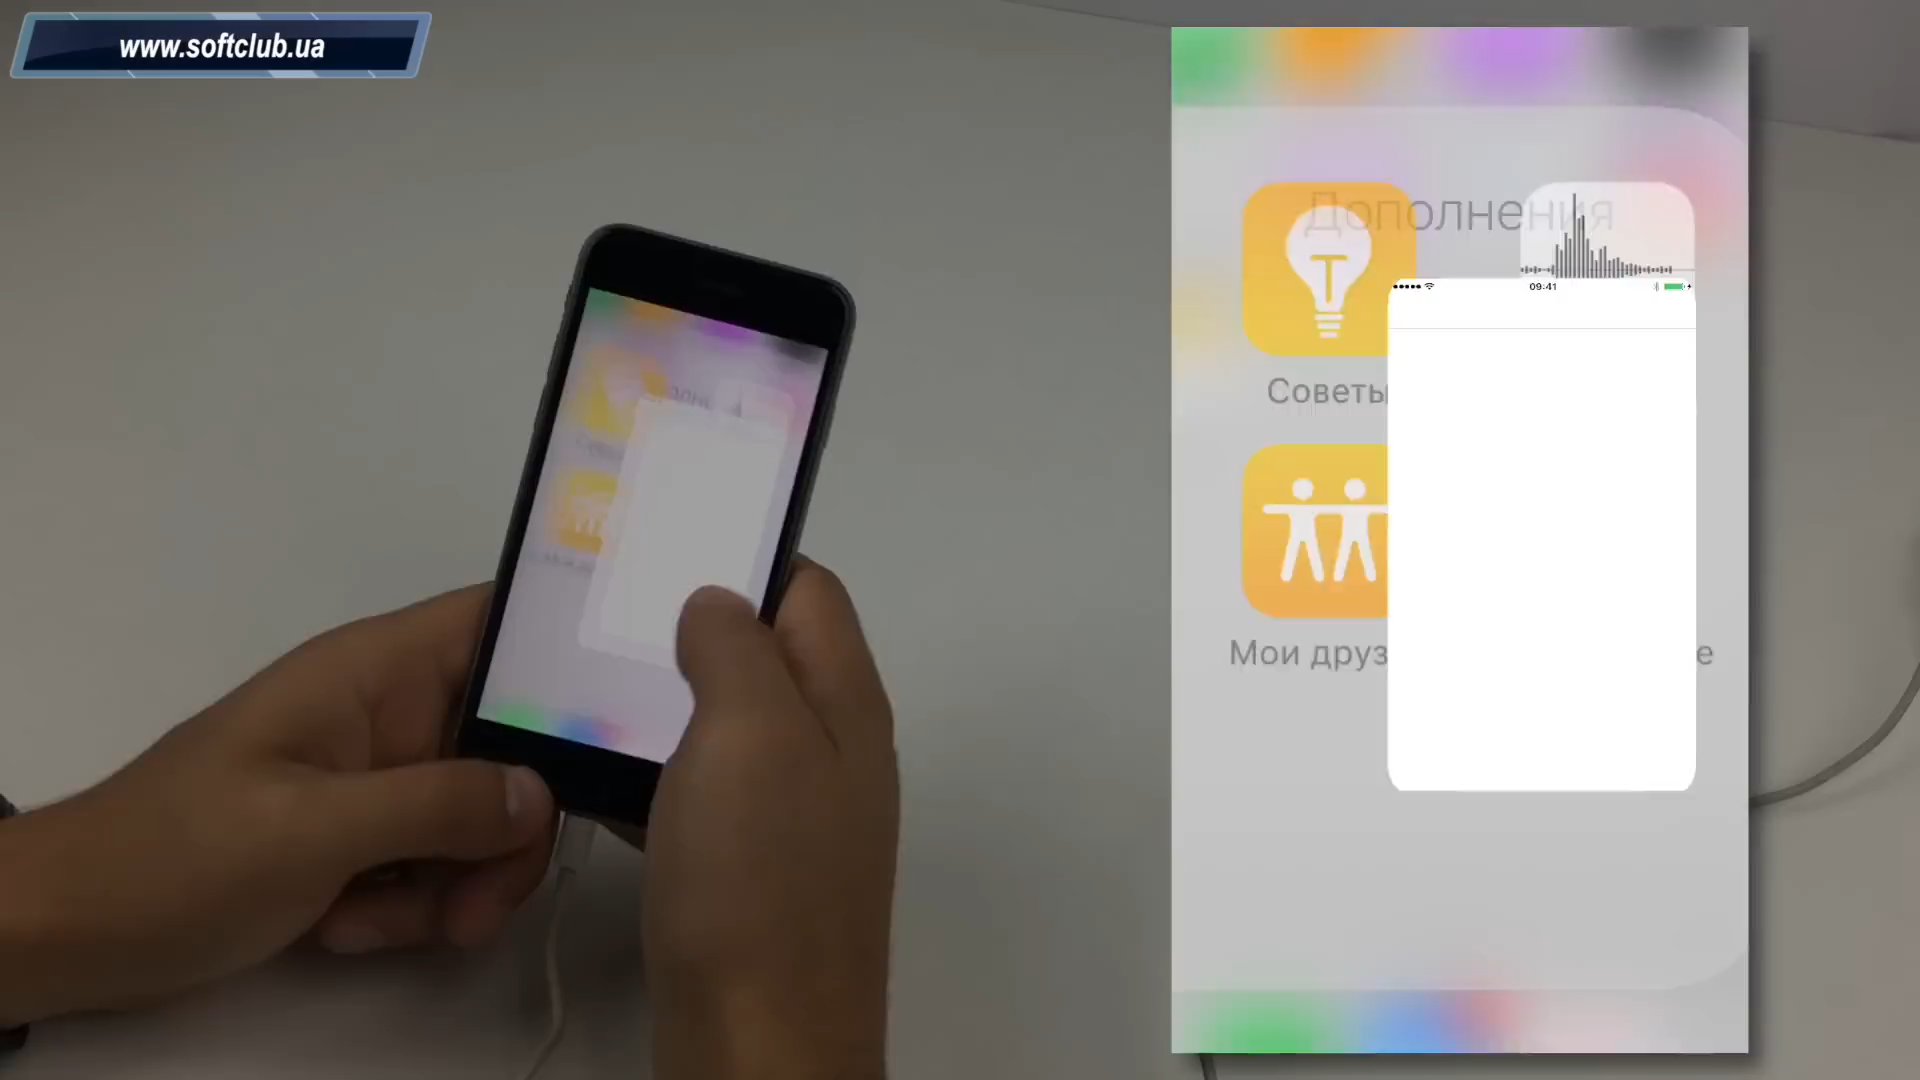 www.softclub.ua
Дополнения
09:41
Советы
Мои друз
е